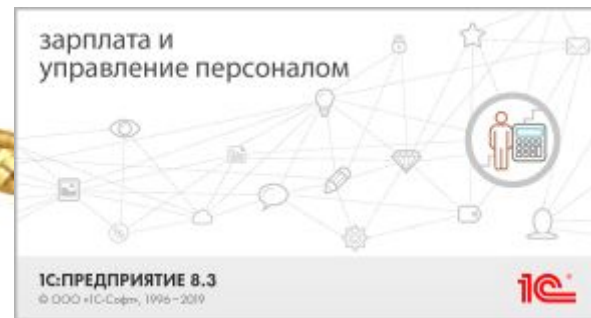 зарплата и
управление персоналом
1С:ПРЕДПРИЯТИЕ 8.3
© ООО «1С-Софт», 1996–2019
1С